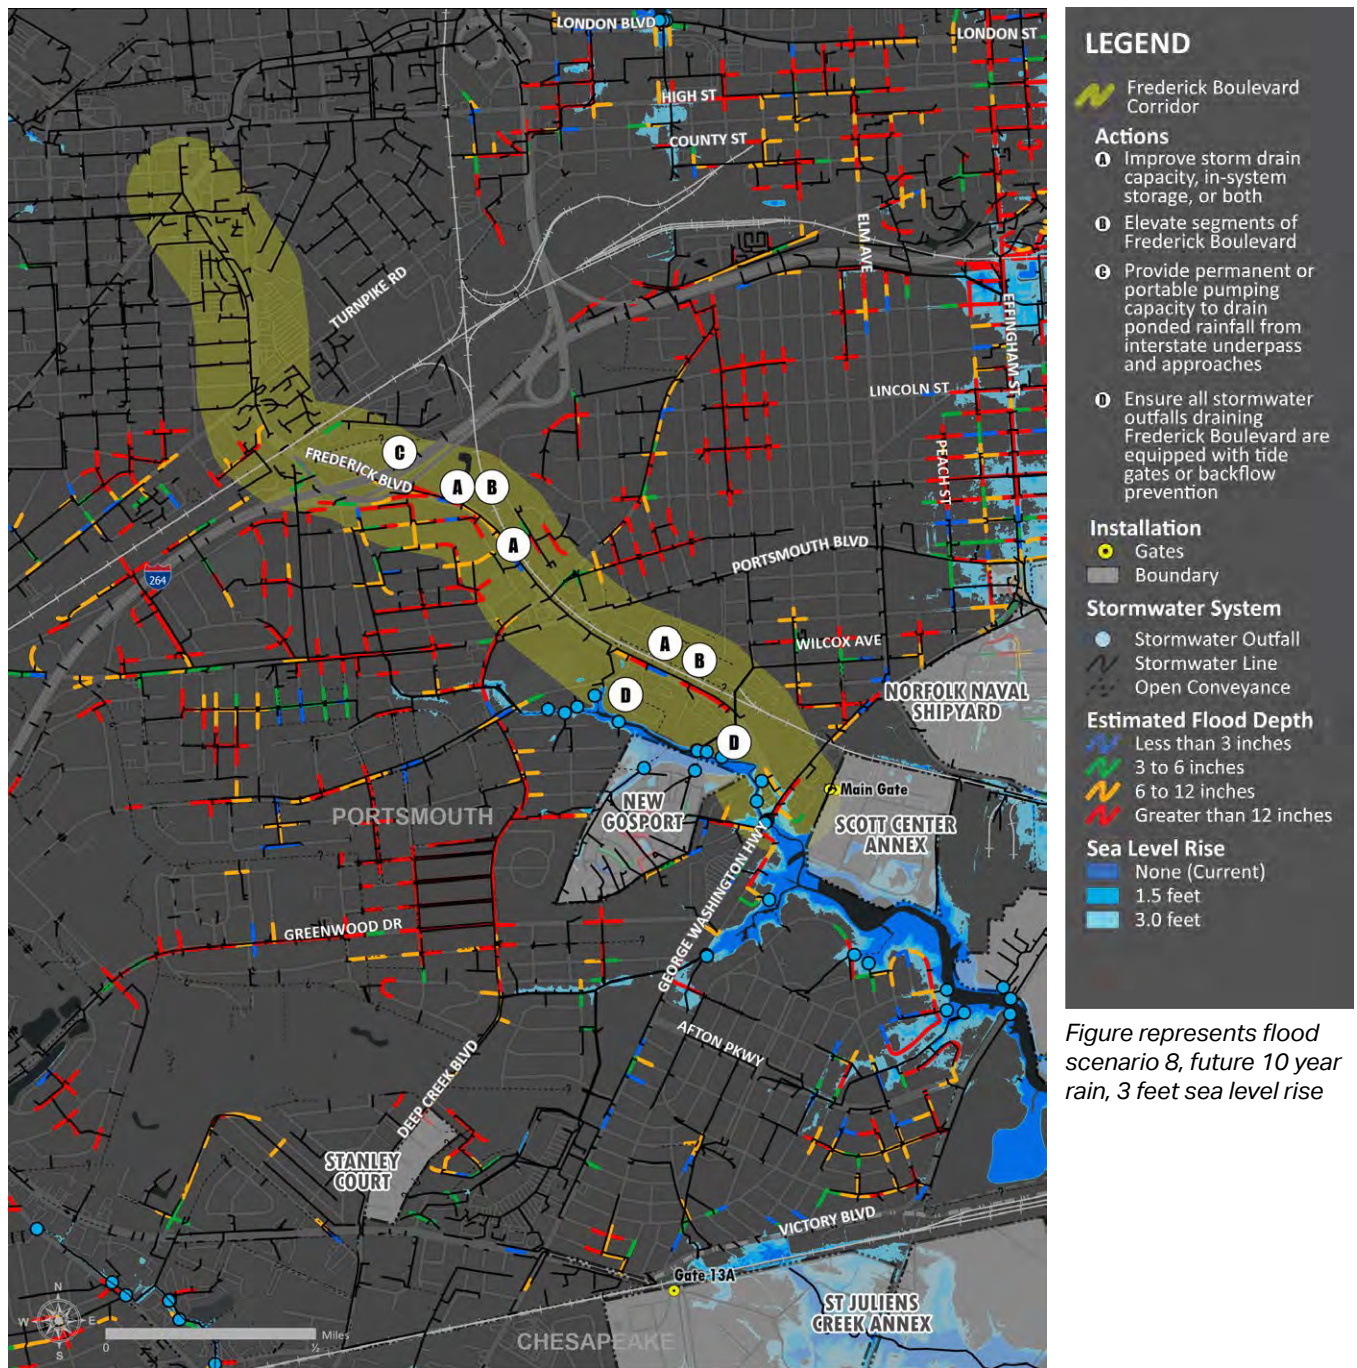 LONDON BLVD
LONDON ST
HIGH ST
COUNTY ST
ELM AVE
TURNPIKE RD
EFFINGHAM ST
LINCOLN ST
PEACH ST
FREDERICK BLVD
C
A
B
A
264
PORTSMOUTH BLVD
A
B
WILCOX AVE
D
D
NORFOLK NAVAL
SHIPYARD
Main Gate
PORTSMOUTH
NEW
GOSPORT
SCOTT CENTER
ANNEX
GEORGE WASHINGTON HWY
GREENWOOD DR
AFTON PKWY
DEEP CREEK BLVD
STANLEY
COURT
VICTORY BLVD
Gate 13A
ST JULIENS
CREEK ANNEX
CHESAPEAKE
N
W
E
S
Miles
0
½
LEGEND
Frederick Boulevard
Corridor
Actions
A Improve storm drain
capacity, in-system
storage, or both
D Elevate segments of
Frederick Boulevard
C Provide permanent or
portable pumping
capacity to drain
ponded rainfall from
interstate underpass
and approaches
D Ensure all stormwater
outfalls draining
Frederick Boulevard are
equipped with tide
gates or backflow
prevention
Installation
Gates
Boundary
Stormwater System
Stormwater Outfall
Stormwater Line
Open Conveyance
Estimated Flood Depth
Less than 3 inches
3 to 6 inches
6 to 12 inches
Greater than 12 inches
Sea Level Rise
None (Current)
1.5 feet
3.0 feet
Figure represents flood
scenario 8, future 10 year
rain, 3 feet sea level rise